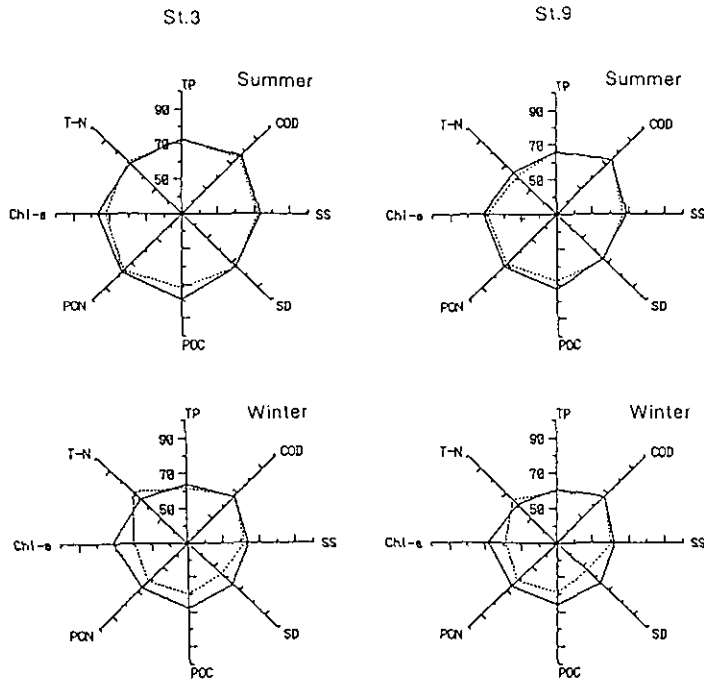 St.3
St.9
TP
Summer
90
70
50
T-N
COD
Chl-a
SS
PON
SD
POC
TP
Summer
90
70
50
T-N
COD
Chl-a
SS
PON
SD
POC
TP
Winter
90
70
50
T-N
COD
Chl-a
SS
PON
SD
POC
TP
Winter
90
70
50
T-N
COD
Chl-a
SS
PON
SD
POC